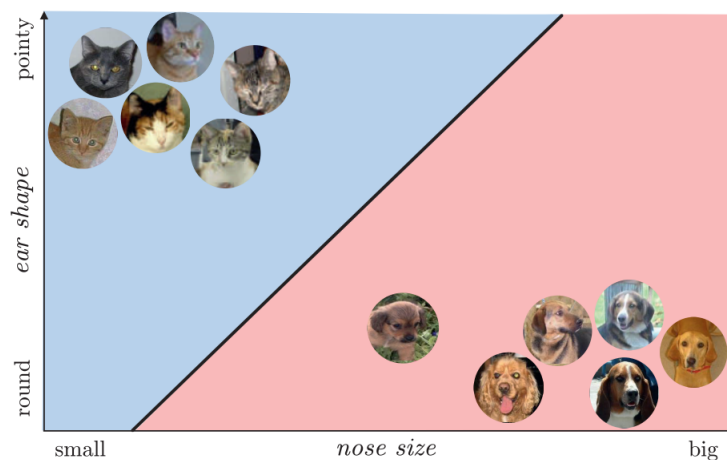 pointy
ear shape
round
small
nose size
big